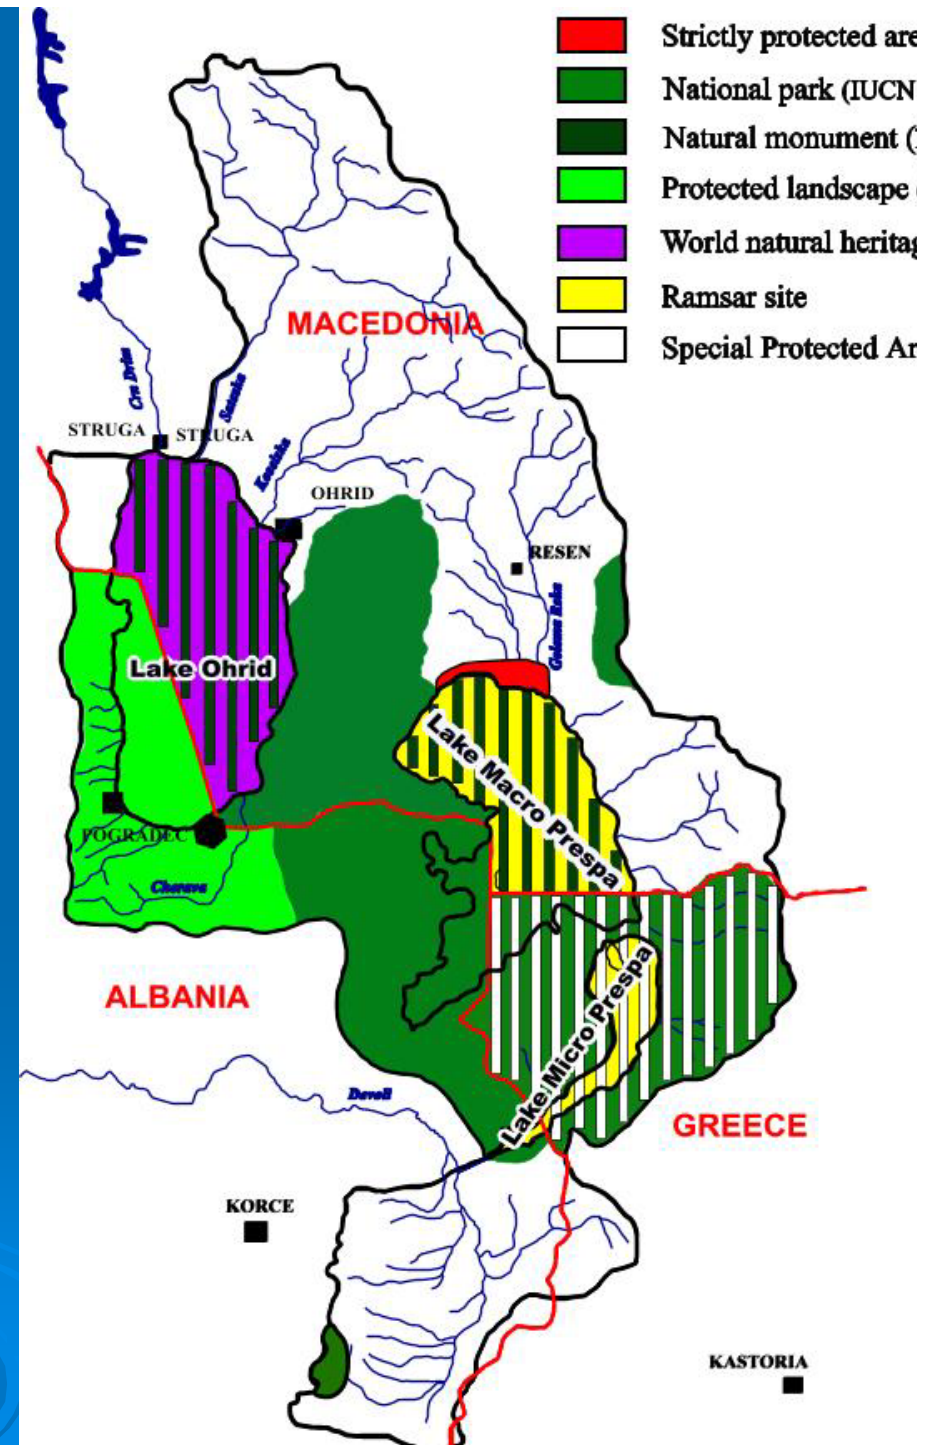 Strictly protected are
National park (IUCN
Natural monument (
Protected landscape
World natural heritag
Ramsar site
Special Protected Ar
MACEDONIA
Crn Drim
Sateska
STRUGA
STRUGA
Koselska
OHRID
RESEN
Golema Reka
Lake Ohrid
Lake Macro Prespa
POGRADEC
Cherava
ALBANIA
Lake Micro Prespa
Devoll
GREECE
KORCE
KASTORIA